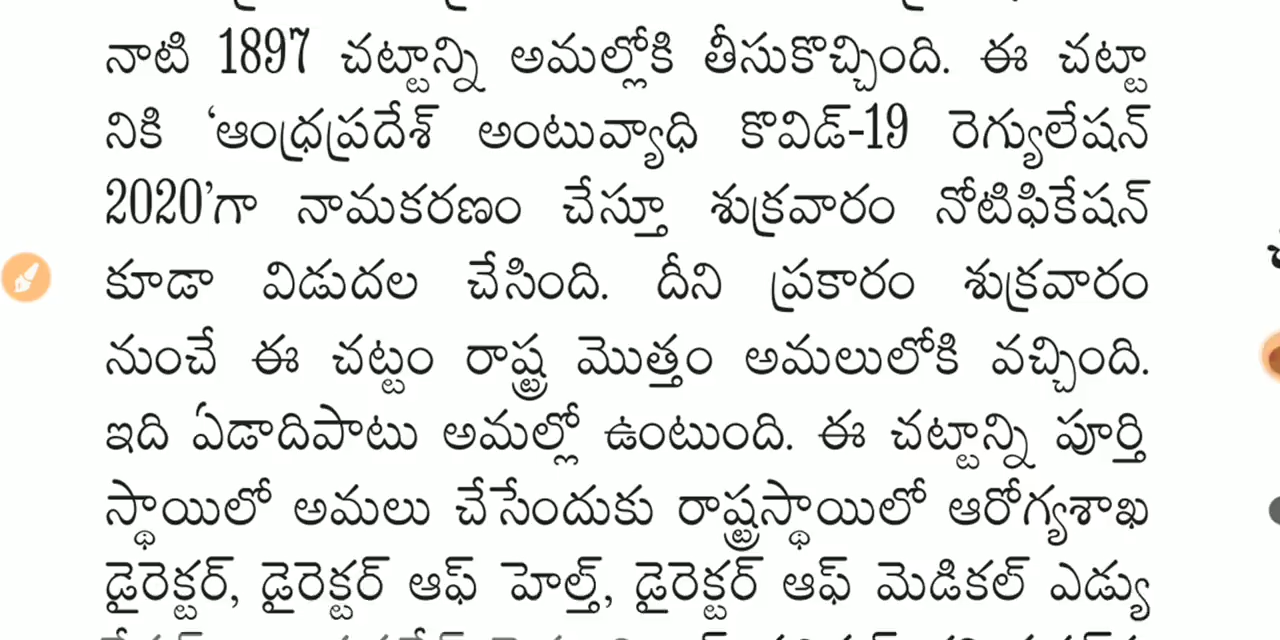 నాటి 1897 చట్టాన్ని అమల్లోకి తీసుకొచ్చింది. ఈ చట్టా
నికి ‘ఆంధ్రప్రదేశ్ అంటువ్యాధి కొవిడ్-19 రెగ్యులేషన్
2020’గా నామకరణం చేస్తూ శుక్రవారం నోటిఫికేషన్
కూడా విడుదల చేసింది. దీని ప్రకారం శుక్రవారం
నుంచే ఈ చట్టం రాష్ట్ర మొత్తం అమలులోకి వచ్చింది.
ఇది ఏడాదిపాటు అమల్లో ఉంటుంది. ఈ చట్టాన్ని పూర్తి
స్థాయిలో అమలు చేసేందుకు రాష్ట్రస్థాయిలో ఆరోగ్యశాఖ
డైరెక్టర్, డైరెక్టర్ ఆఫ్ హెల్త్, డైరెక్టర్ ఆఫ్ మెడికల్ ఎడ్యు